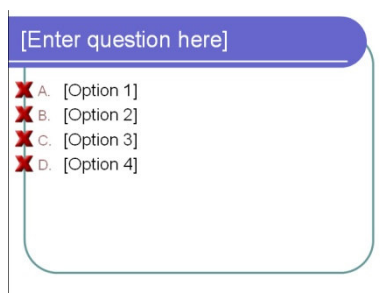 [Enter question here]
A. [Option 1]
B. [Option 2]
C. [Option 3]
D. [Option 4]